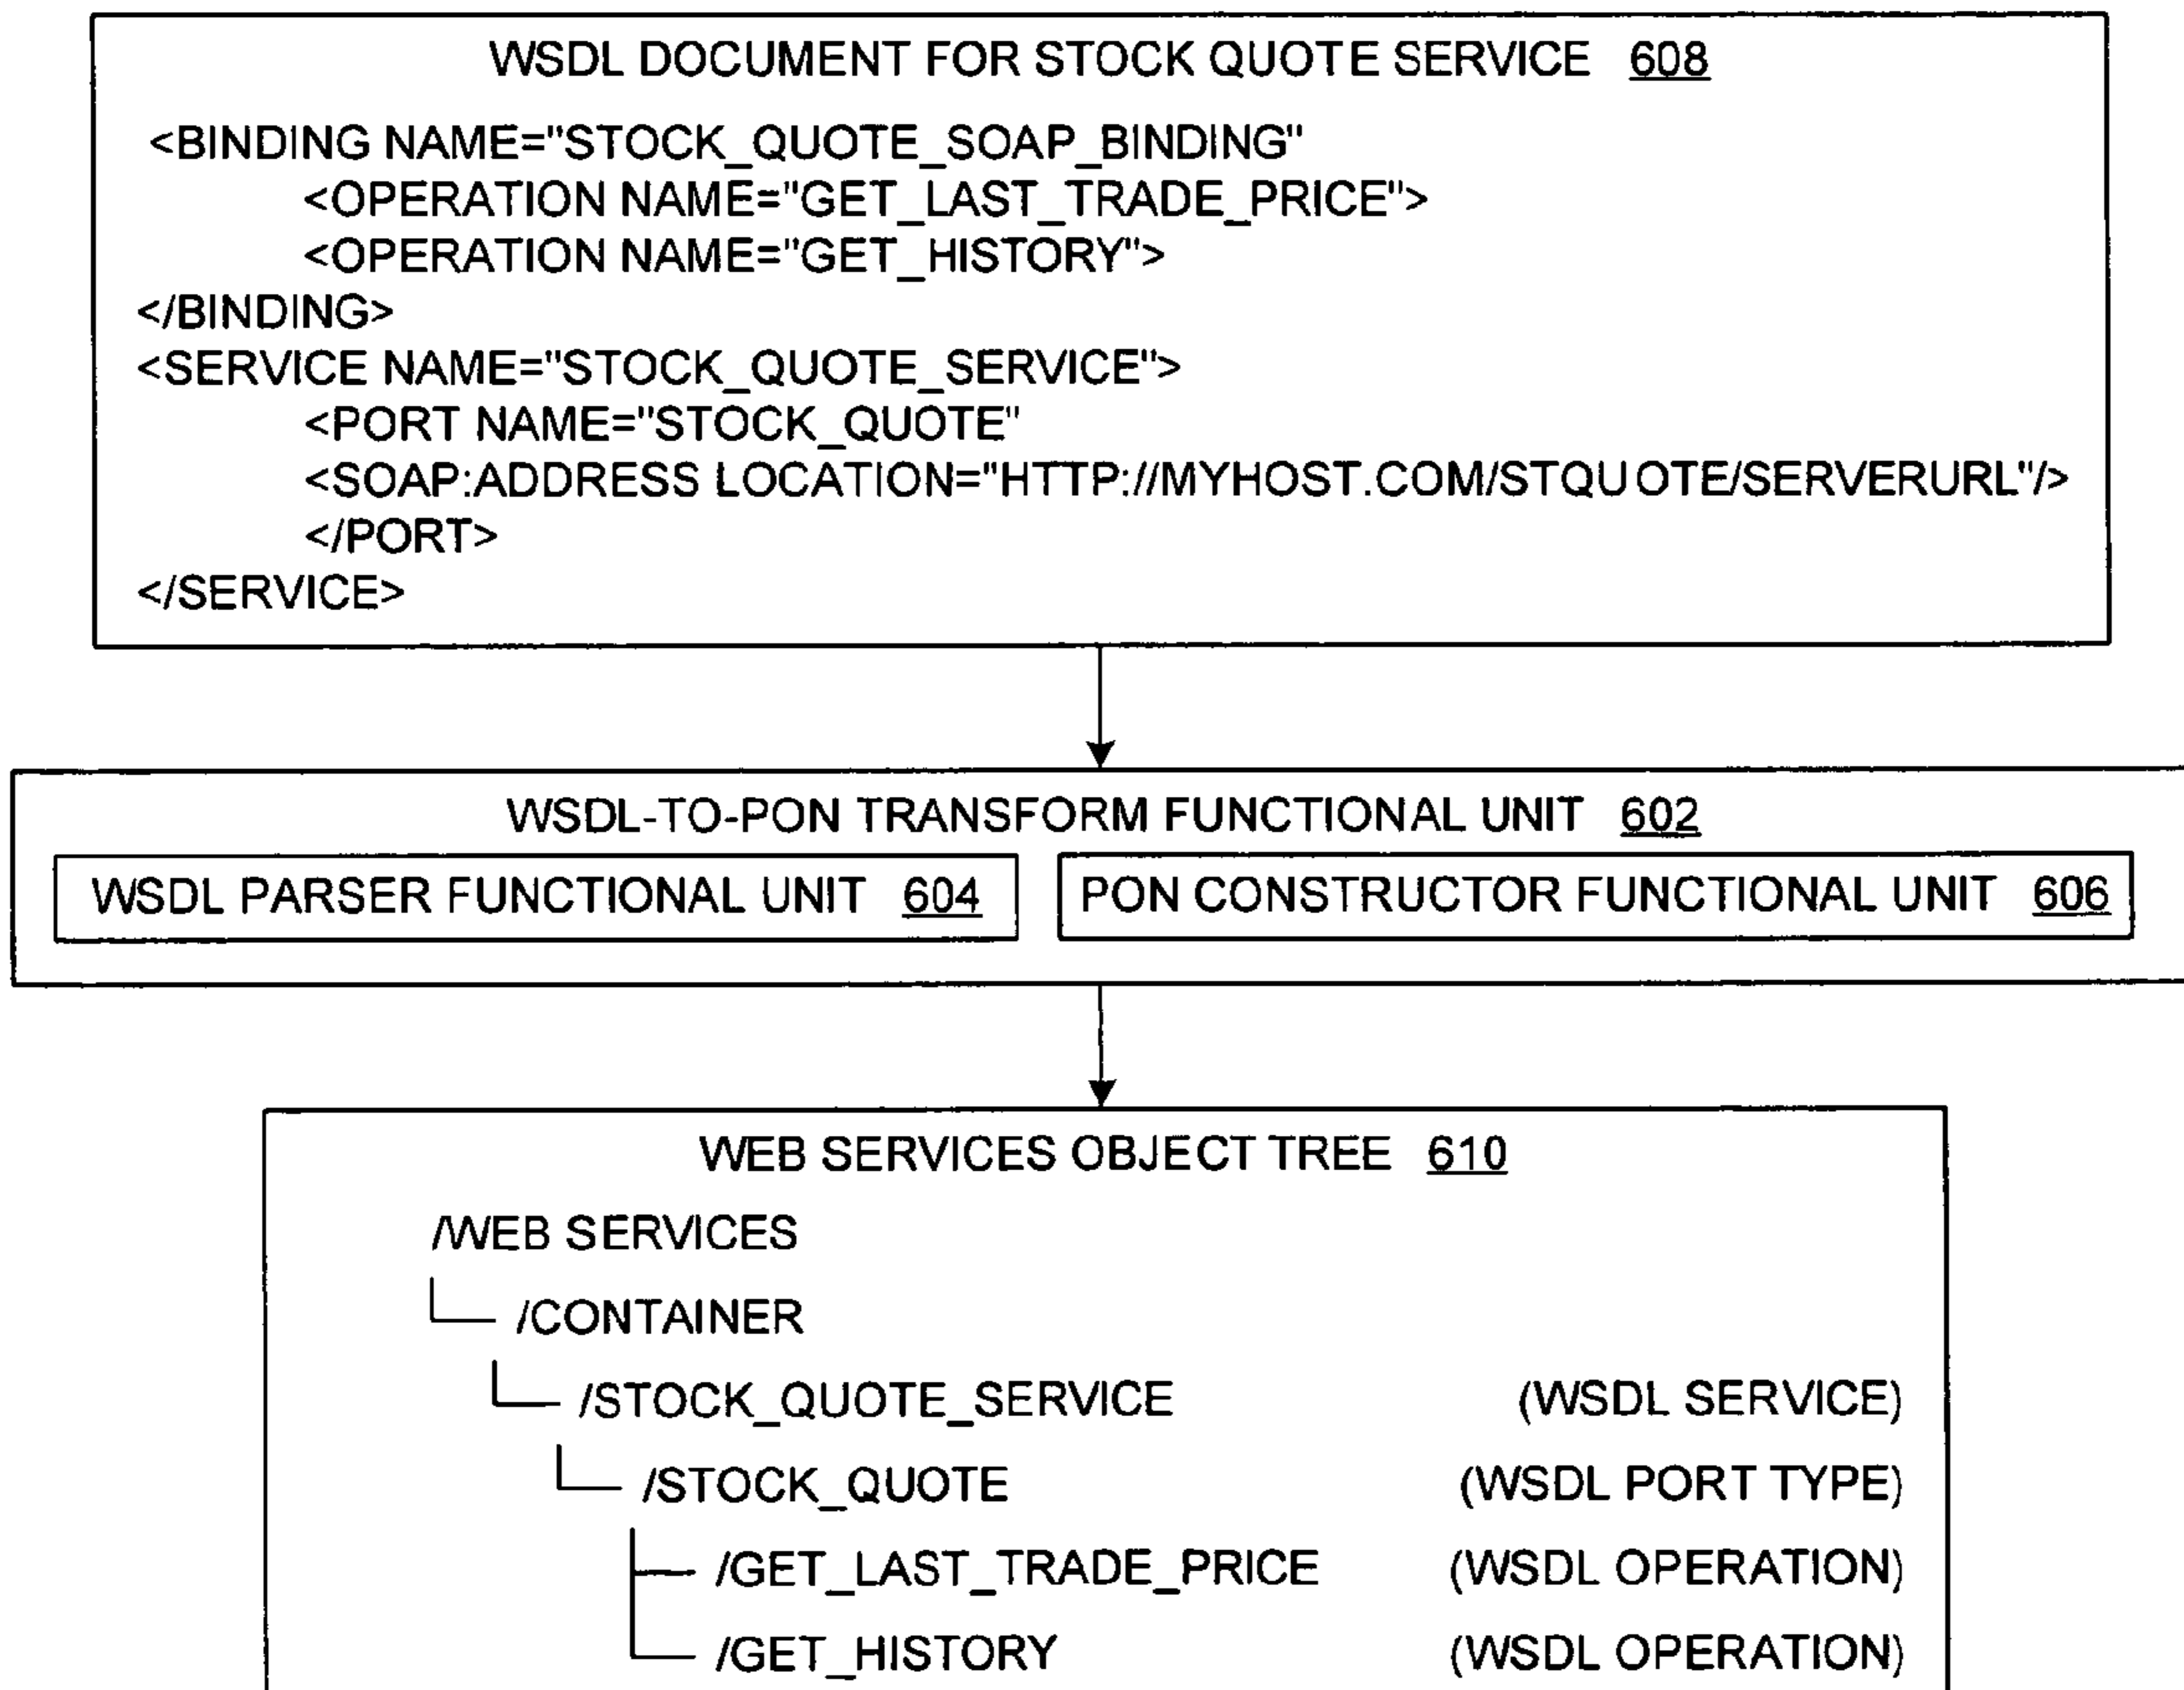 WSDL DOCUMENT FOR STOCK QUOTE SERVICE 608
<BINDING NAME="STOCK_QUOTE_SOAP_BINDING"
<OPERATION NAME="GET_LAST_TRADE_PRICE">
<OPERATION NAME="GET_HISTORY">
</BINDING>
<SERVICE NAME="STOCK_QUOTE_SERVICE">
<PORT NAME="STOCK_QUOTE"
<SOAP:ADDRESS LOCATION="HTTP://MYHOST.COM/STQUOTE/SERVERURL"/>
</PORT>
</SERVICE>
WSDL-TO-PON TRANSFORM FUNCTIONAL UNIT 602
WSDL PARSER FUNCTIONAL UNIT 604
PON CONSTRUCTOR FUNCTIONAL UNIT 606
WEB SERVICES OBJECT TREE 610
/WEB SERVICES
/CONTAINER
/STOCK_QUOTE_SERVICE (WSDL SERVICE)
/STOCK_QUOTE (WSDL PORT TYPE)
/GET_LAST_TRADE_PRICE (WSDL OPERATION)
/GET_HISTORY (WSDL OPERATION)